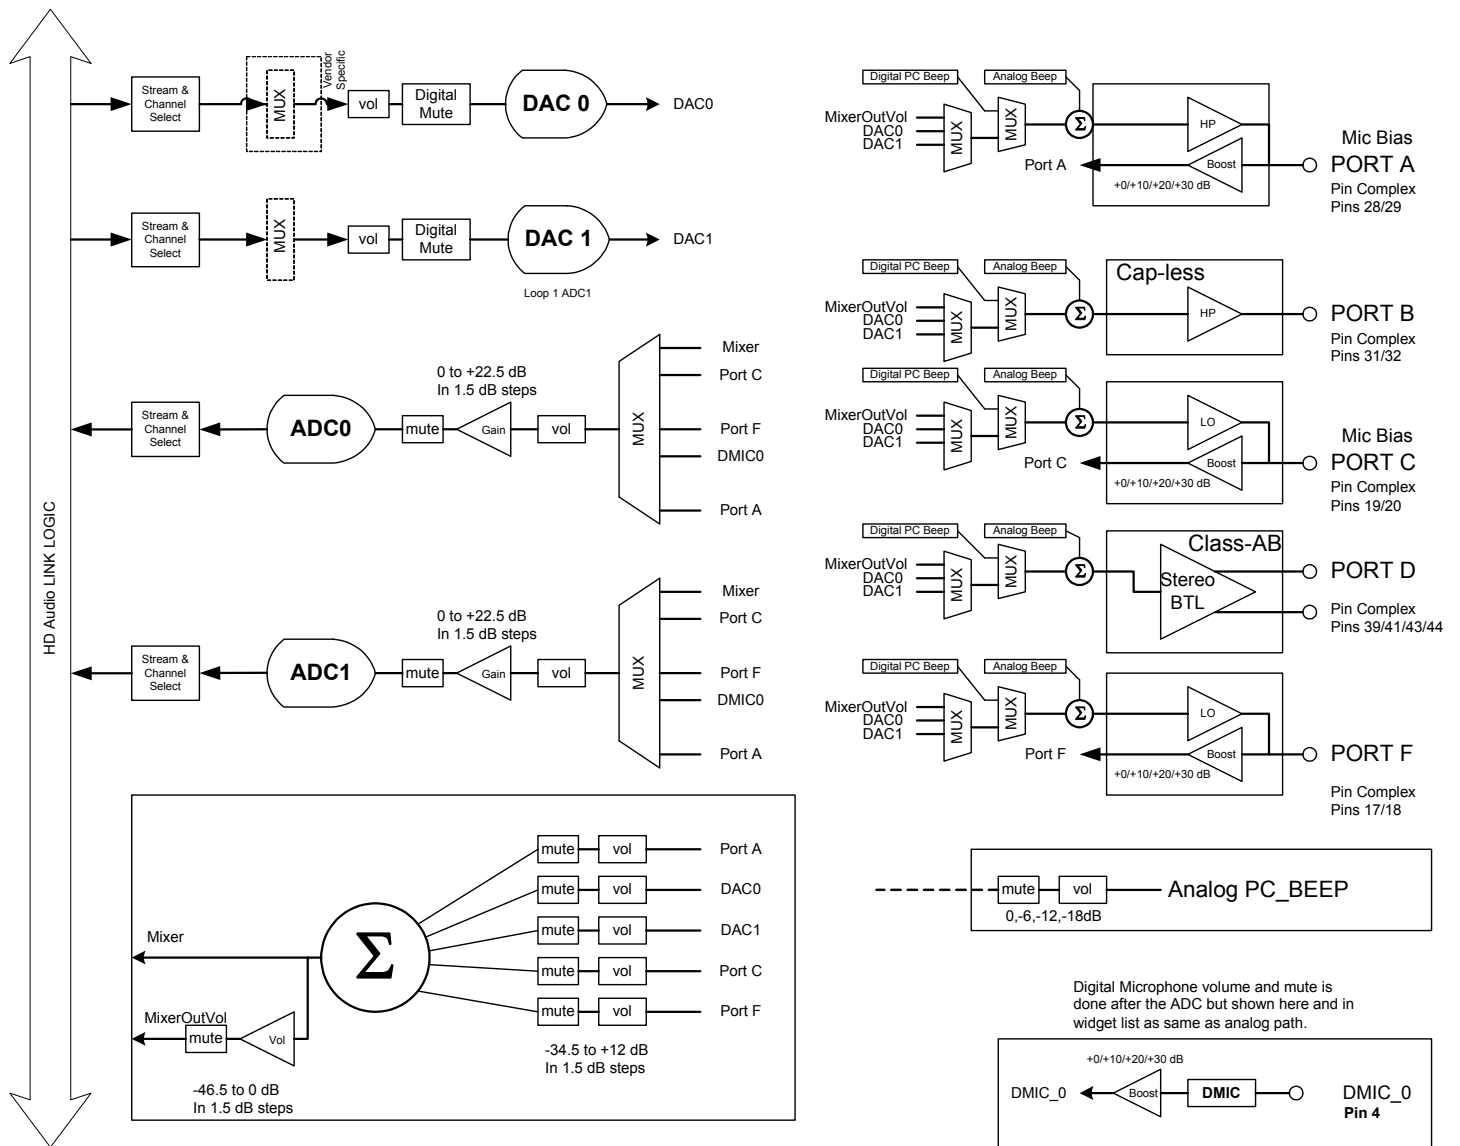 HD Audio LINK LOGIC
Stream &
Channel
Select
MUX
Vendor
Specific
vol
Digital
Mute
DAC 0
DAC0
Stream &
Channel
Select
MUX
vol
Digital
Mute
DAC 1
DAC1
Loop 1 ADC1
Stream &
Channel
Select
ADC0
mute
0 to +22.5 dB
In 1.5 dB steps
Gain
vol
MUX
Mixer
Port C
Port F
DMIC0
Port A
Stream &
Channel
Select
ADC1
mute
0 to +22.5 dB
In 1.5 dB steps
Gain
vol
MUX
Mixer
Port C
Port F
DMIC0
Port A
Mixer
MixerOutVol
mute
Vol
-46.5 to 0 dB
In 1.5 dB steps
Σ
mute vol Port A
mute vol DAC0
mute vol DAC1
mute vol Port C
mute vol Port F
-34.5 to +12 dB
In 1.5 dB steps
Digital PC Beep
Analog Beep
MixerOutVol
DAC0
DAC1
MUX
MUX
Σ
HP
Port A
Boost
+0/+10/+20/+30 dB
Mic Bias
PORT A
Pin Complex
Pins 28/29
Digital PC Beep
Analog Beep
MixerOutVol
DAC0
DAC1
MUX
MUX
Σ
Cap-less
HP
PORT B
Pin Complex
Pins 31/32
Digital PC Beep
Analog Beep
MixerOutVol
DAC0
DAC1
MUX
MUX
Σ
LO
Port C
Boost
+0/+10/+20/+30 dB
Mic Bias
PORT C
Pin Complex
Pins 19/20
Digital PC Beep
Analog Beep
MixerOutVol
DAC0
DAC1
MUX
MUX
Σ
Class-AB
Stereo
BTL
PORT D
Pin Complex
Pins 39/41/43/44
Digital PC Beep
Analog Beep
MixerOutVol
DAC0
DAC1
MUX
MUX
Σ
LO
Port F
Boost
+0/+10/+20/+30 dB
PORT F
Pin Complex
Pins 17/18
mute vol Analog PC_BEEP
0,-6,-12,-18dB
Digital Microphone volume and mute is
done after the ADC but shown here and in
widget list as same as analog path.
+0/+10/+20/+30 dB
DMIC_0
Boost
DMIC
DMIC_0
Pin 4